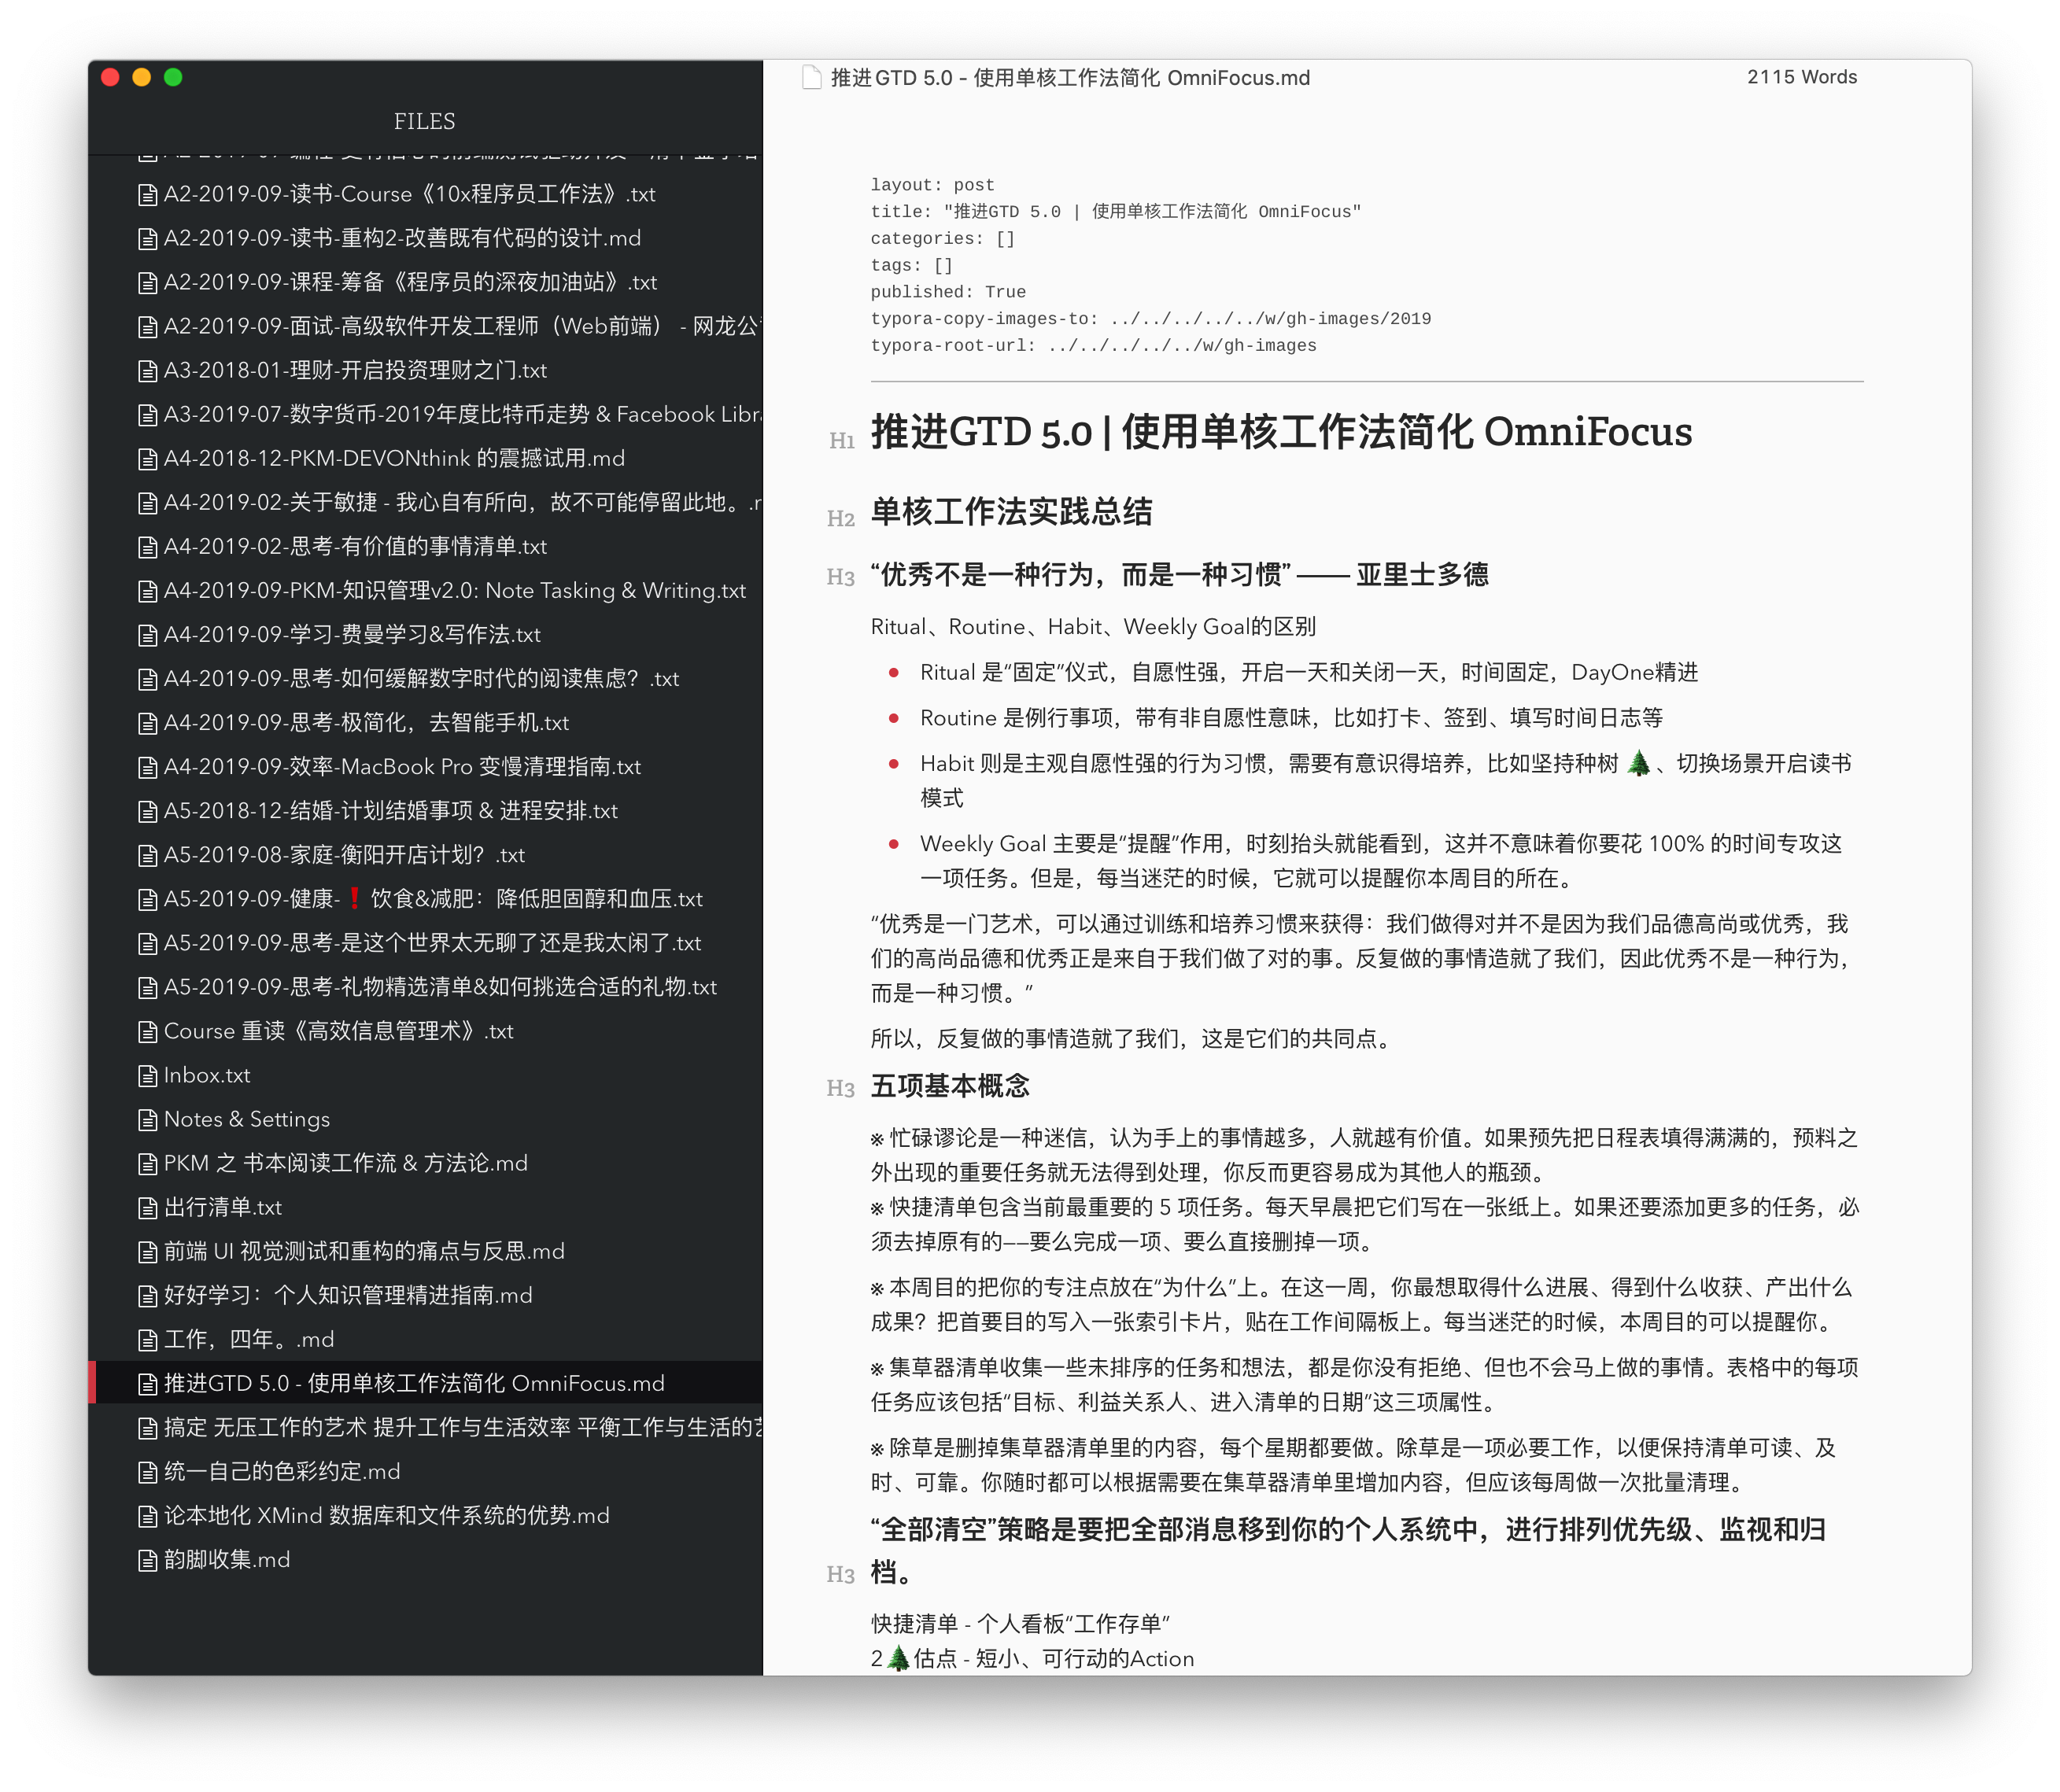 FILES
A2-2019-09-读书-Course《10x程序员工作法》.txt
A2-2019-09-读书-重构2-改善既有代码的设计.md
A2-2019-09-课程-筹备《程序员的深夜加油站》.txt
A2-2019-09-面试-高级软件开发工程师（Web前端） - 网龙公
A3-2018-01-理财-开启投资理财之门.txt
A3-2019-07-数字货币-2019年度比特币走势 & Facebook Libr
A4-2018-12-PKM-DEVONthink 的震撼试用.md
A4-2019-02-关于敏捷 - 我心自有所向，故不可能停留此地。.
A4-2019-02-思考-有价值的事情清单.txt
A4-2019-09-PKM-知识管理v2.0: Note Tasking & Writing.txt
A4-2019-09-学习-费曼学习&写作法.txt
A4-2019-09-思考-如何缓解数字时代的阅读焦虑？.txt
A4-2019-09-思考-极简化，去智能手机.txt
A4-2019-09-效率-MacBook Pro 变慢清理指南.txt
A5-2018-12-结婚-计划结婚事项 & 进程安排.txt
A5-2019-08-家庭-衡阳开店计划？.txt
A5-2019-09-健康-❗饮食&减肥：降低胆固醇和血压.txt
A5-2019-09-思考-是这个世界太无聊了还是我太闲了.txt
A5-2019-09-思考-礼物精选清单&如何挑选合适的礼物.txt
Course 重读《高效信息管理术》.txt
Inbox.txt
Notes & Settings
PKM 之 书本阅读工作流 & 方法论.md
出行清单.txt
前端 UI 视觉测试和重构的痛点与反思.md
好好学习：个人知识管理精进指南.md
工作，四年。.md
推进GTD 5.0 - 使用单核工作法简化 OmniFocus.md
搞定 无压工作的艺术 提升工作与生活效率 平衡工作与生活的
统一自己的色彩约定.md
论本地化 XMind 数据库和文件系统的优势.md
韵脚收集.md
推进GTD 5.0 - 使用单核工作法简化 OmniFocus.md
2115 Words
layout: post
title: "推进GTD 5.0 | 使用单核工作法简化 OmniFocus"
categories: []
tags: []
published: True
typora-copy-images-to: ../../../../../w/gh-images/2019
typora-root-url: ../../../../../w/gh-images
H1 推进GTD 5.0 | 使用单核工作法简化 OmniFocus
H2 单核工作法实践总结
H3 “优秀不是一种行为，而是一种习惯” —— 亚里士多德
Ritual、Routine、Habit、Weekly Goal的区别
• Ritual 是“固定”仪式，自愿性强，开启一天和关闭一天，时间固定，DayOne精进
• Routine 是例行事项，带有非自愿性意味，比如打卡、签到、填写时间日志等
• Habit 则是主观自愿性强的行为习惯，需要有意识得培养，比如坚持种树 🌲 、切换场景开启读书
模式
• Weekly Goal 主要是“提醒”作用，时刻抬头就能看到，这并不意味着你要花 100% 的时间专攻这
一项任务。但是，每当迷茫的时候，它就可以提醒你本周目的所在。
“优秀是一门艺术，可以通过训练和培养习惯来获得：我们做得对并不是因为我们品德高尚或优秀，我
们的高尚品德和优秀正是来自于我们做了对的事。反复做的事情造就了我们，因此优秀不是一种行为，
而是一种习惯。”
所以，反复做的事情造就了我们，这是它们的共同点。
H3 五项基本概念
※ 忙碌谬论是一种迷信，认为手上的事情越多，人就越有价值。如果预先把日程表填得满满的，预料之
外出现的重要任务就无法得到处理，你反而更容易成为其他人的瓶颈。
※ 快捷清单包含当前最重要的 5 项任务。每天早晨把它们写在一张纸上。如果还要添加更多的任务，必
须去掉原有的——要么完成一项、要么直接删掉一项。
※ 本周目的把你的专注点放在“为什么”上。在这一周，你最想取得什么进展、得到什么收获、产出什么
成果？把首要目的写入一张索引卡片，贴在工作间隔板上。每当迷茫的时候，本周目的可以提醒你。
※ 集草器清单收集一些未排序的任务和想法，都是你没有拒绝、但也不会马上做的事情。表格中的每项
任务应该包括“目标、利益关系人、进入清单的日期”这三项属性。
※ 除草是删掉集草器清单里的内容，每个星期都要做。除草是一项必要工作，以便保持清单可读、及
时、可靠。你随时都可以根据需要在集草器清单里增加内容，但应该每周做一次批量清理。
“全部清空”策略是要把全部消息移到你的个人系统中，进行排列优先级、监视和归
H3 档。
快捷清单 - 个人看板“工作存单”
2🌲估点 - 短小、可行动的Action